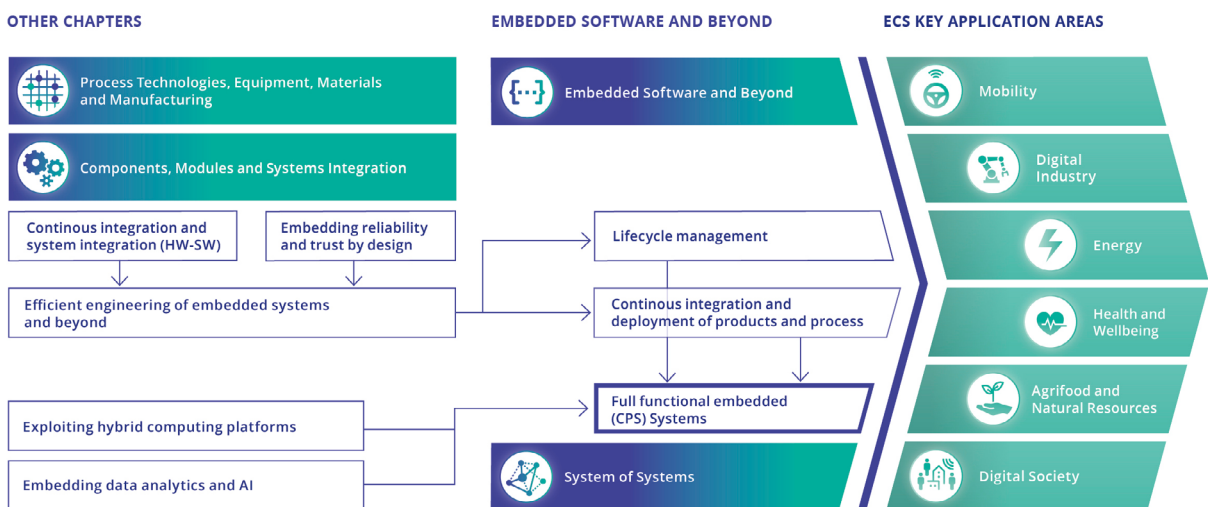 OTHER CHAPTERS
EMBEDDED SOFTWARE AND BEYOND
ECS KEY APPLICATION AREAS
Process Technologies, Equipment, Materials
and Manufacturing
Components, Modules and Systems Integration
Continous integration and
system integration (HW-SW)
Embedding reliability
and trust by design
Efficient engineering of embedded systems
and beyond
Exploiting hybrid computing platforms
Embedding data analytics and AI
{···} Embedded Software and Beyond
Lifecycle management
Continous integration and
deployment of products and process
Full functional embedded
(CPS) Systems
System of Systems
Mobility
Digital
Industry
Energy
Health and
Wellbeing
Agrifood and
Natural Resources
Digital Society